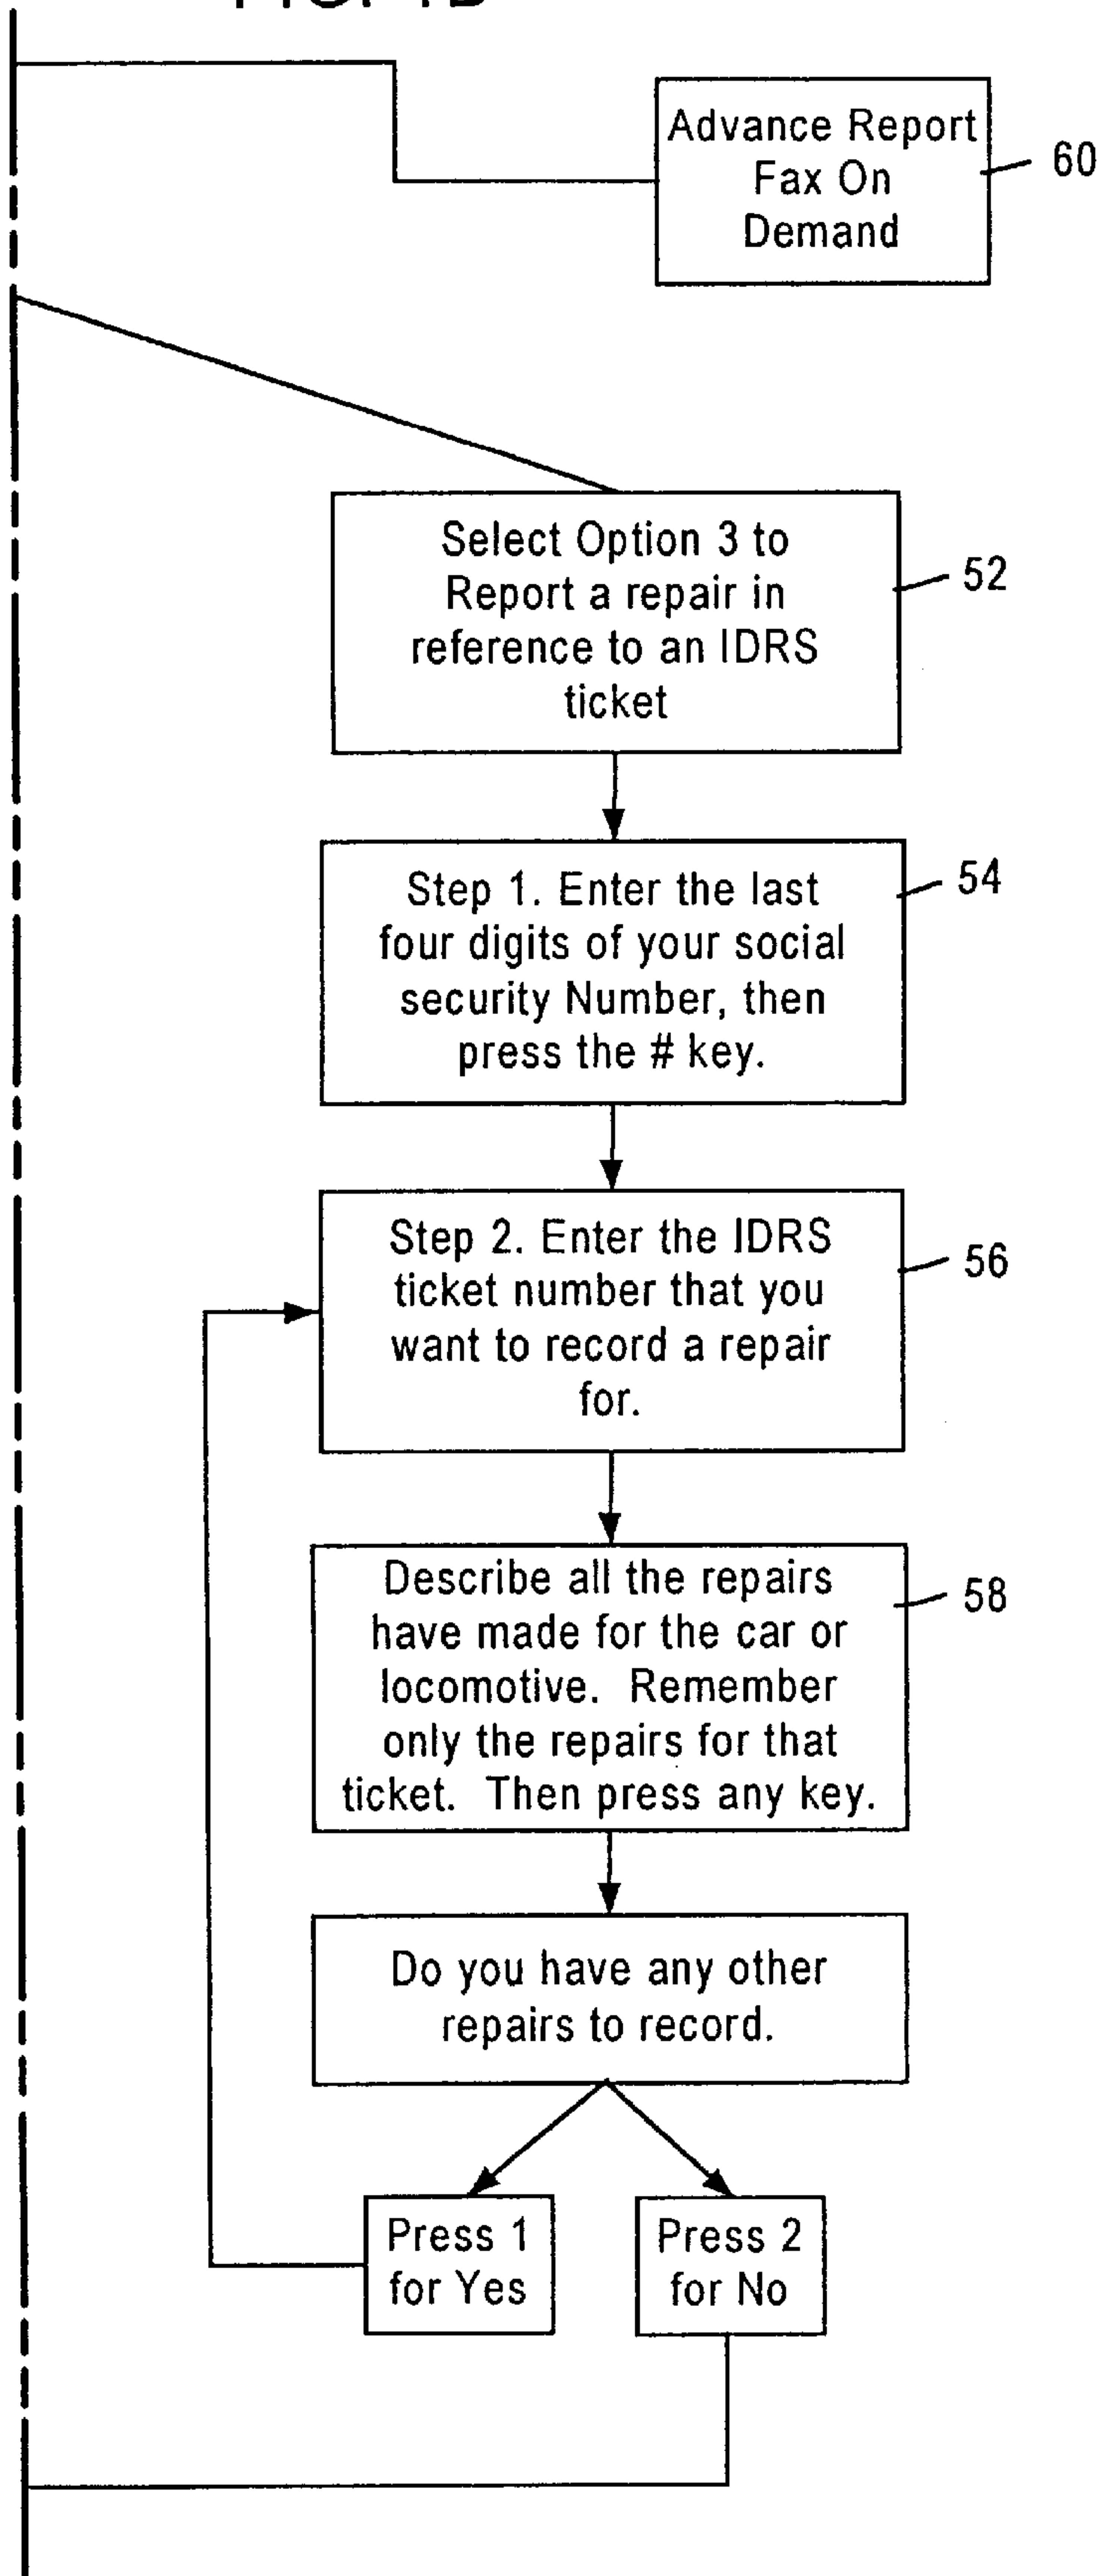 Advance Report
Fax On
Demand
60
Select Option 3 to
Report a repair in
reference to an IDRS
ticket
52
Step 1. Enter the last
four digits of your social
security Number, then
press the # key.
54
Step 2. Enter the IDRS
ticket number that you
want to record a repair
for.
56
Describe all the repairs
have made for the car or
locomotive. Remember
only the repairs for that
ticket. Then press any key.
58
Do you have any other
repairs to record.
Press 1
for Yes
Press 2
for No